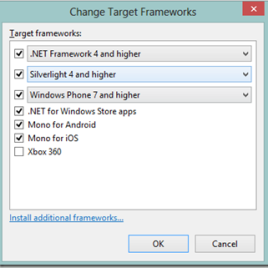 Change Target Frameworks
Target frameworks:
.NET Framework 4 and higher
Silverlight 4 and higher
Windows Phone 7 and higher
.NET for Windows Store apps
Mono for Android
Mono for iOS
Xbox 360
Install additional frameworks...
OK
Cancel